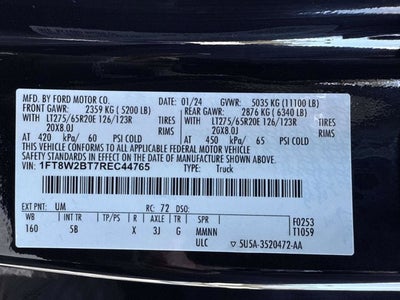 MFD. BY FORD MOTOR CO. 01/24 GVWR: 5035 KG (11100 LB)
FRONT GAWR: 2359 KG ( 5200 LB) REAR GAWR: 2876 KG ( 6340 LB)
WITH LT275/65R20E 126/123R TIRES WITH LT275/65R20E 126/123R TIRES
20X8.0J 20X8.0J
AT 420 kPa/ 60 PSI COLD AT 450 kPa/ 65 PSI COLD
THIS VEHICLE CONFORMS TO ALL APPLICABLE FEDERAL MOTOR VEHICLE
SAFETY STANDARDS IN EFFECT ON THE DATE OF MANUFACTURE SHOWN ABOVE.
VIN: 1FT8W2BT7REC44765 TYPE: Truck
EXT PNT: UM RC: 72 DSO:
WB INT TR TP/PS R AXLE TR SPR F0253
160 5B X 3J G MMNN T1059
ULC SU5A-3520472-AA